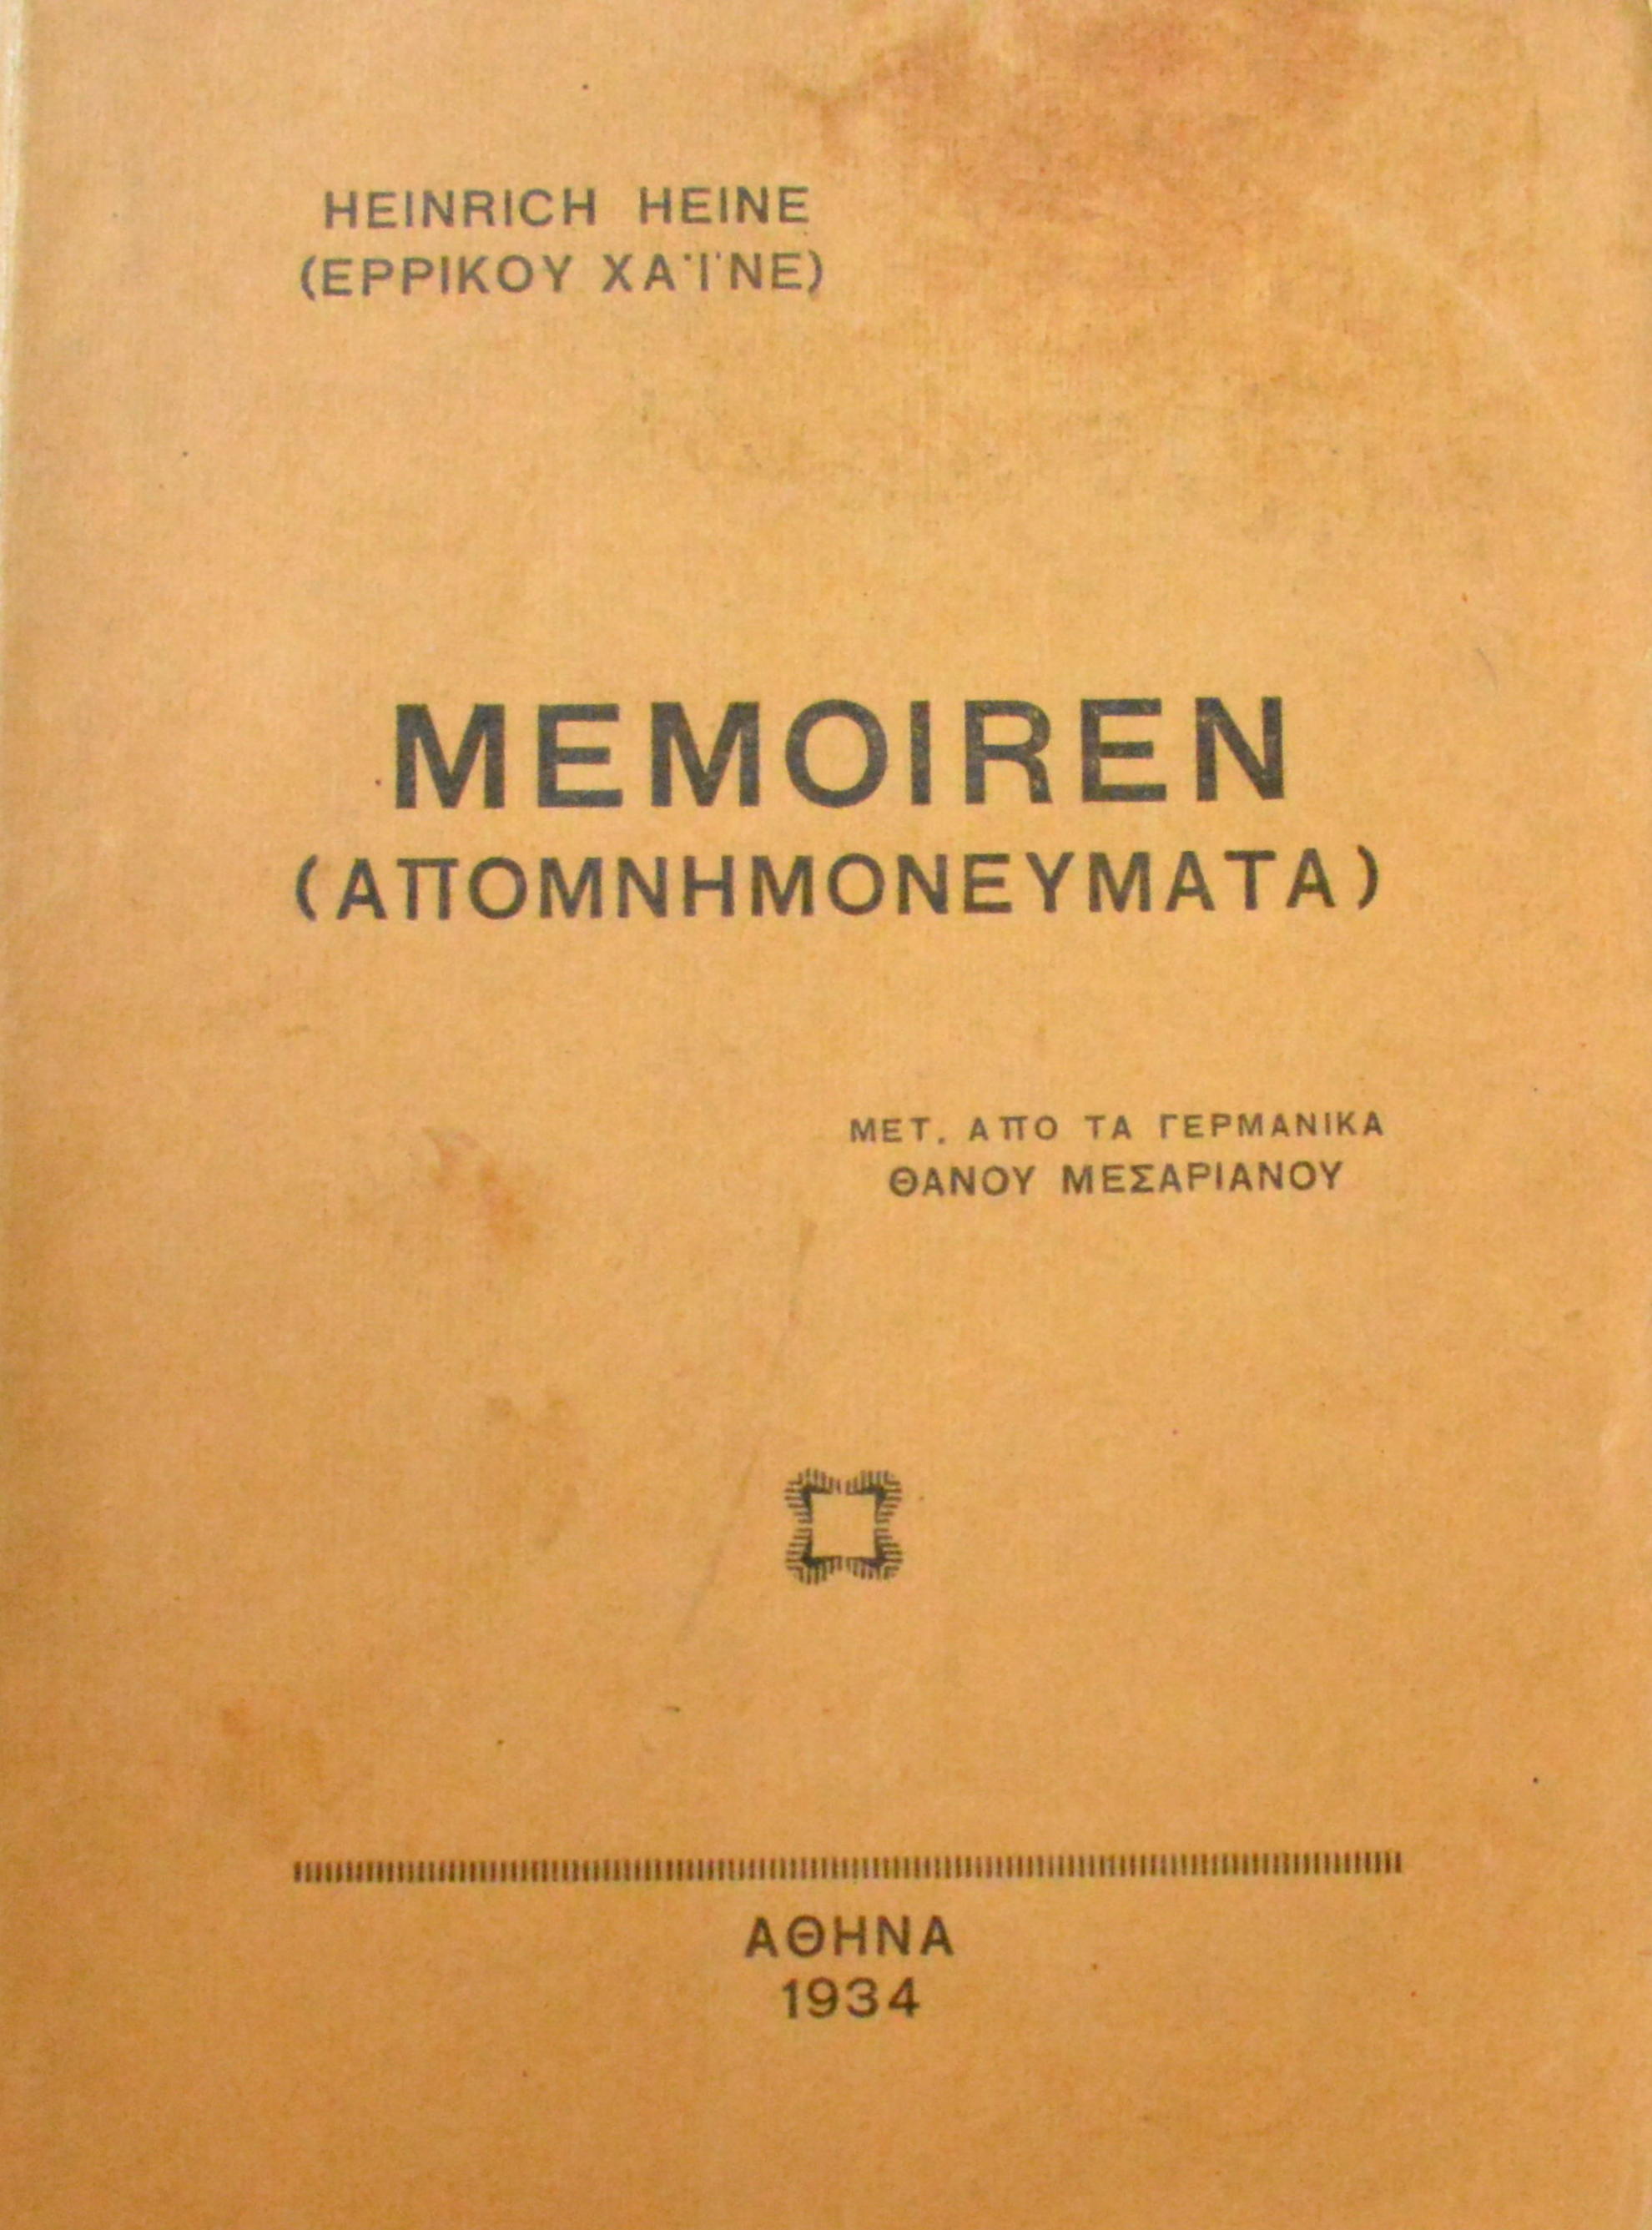 HEINRICH HEINE
(ΕΡΡΙΚΟΥ ΧΑΪΝΕ)
MEMOIREN
(ΑΠΟΜΝΗΜΟΝΕΥΜΑΤΑ)
ΜΕΤ. ΑΠΟ ΤΑ ΓΕΡΜΑΝΙΚΑ
ΘΑΝΟΥ ΜΕΣΑΡΙΑΝΟΥ
ΑΘΗΝΑ
1934